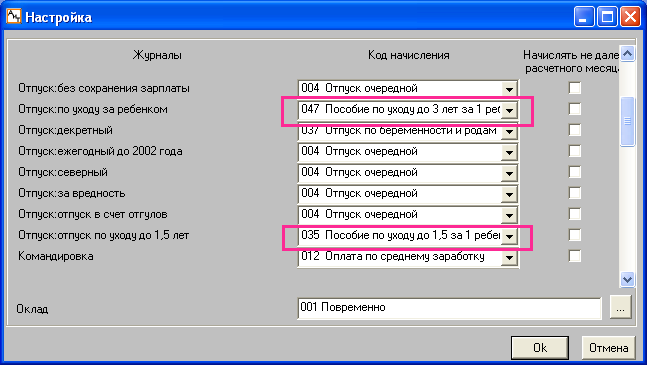 Настройка
Журналы Код начисления Начислять не дале
расчетного месяца
Отпуск:без сохранения зарплаты 004 Отпуск очередной
Отпуск:по уходу за ребенком 047 Пособие по уходу до 3 лет за 1 реб
Отпуск:декретный 037 Отпуск по беременности и родам
Отпуск:ежегодный до 2002 года 004 Отпуск очередной
Отпуск:северный 004 Отпуск очередной
Отпуск:за вредность 004 Отпуск очередной
Отпуск:отпуск в счет отгулов 004 Отпуск очередной
Отпуск:отпуск по уходу до 1,5 лет 035 Пособие по уходу до 1,5 за 1 ребен
Командировка 012 Оплата по среднему заработку
Оклад 001 Повременно ...
Ok Отмена